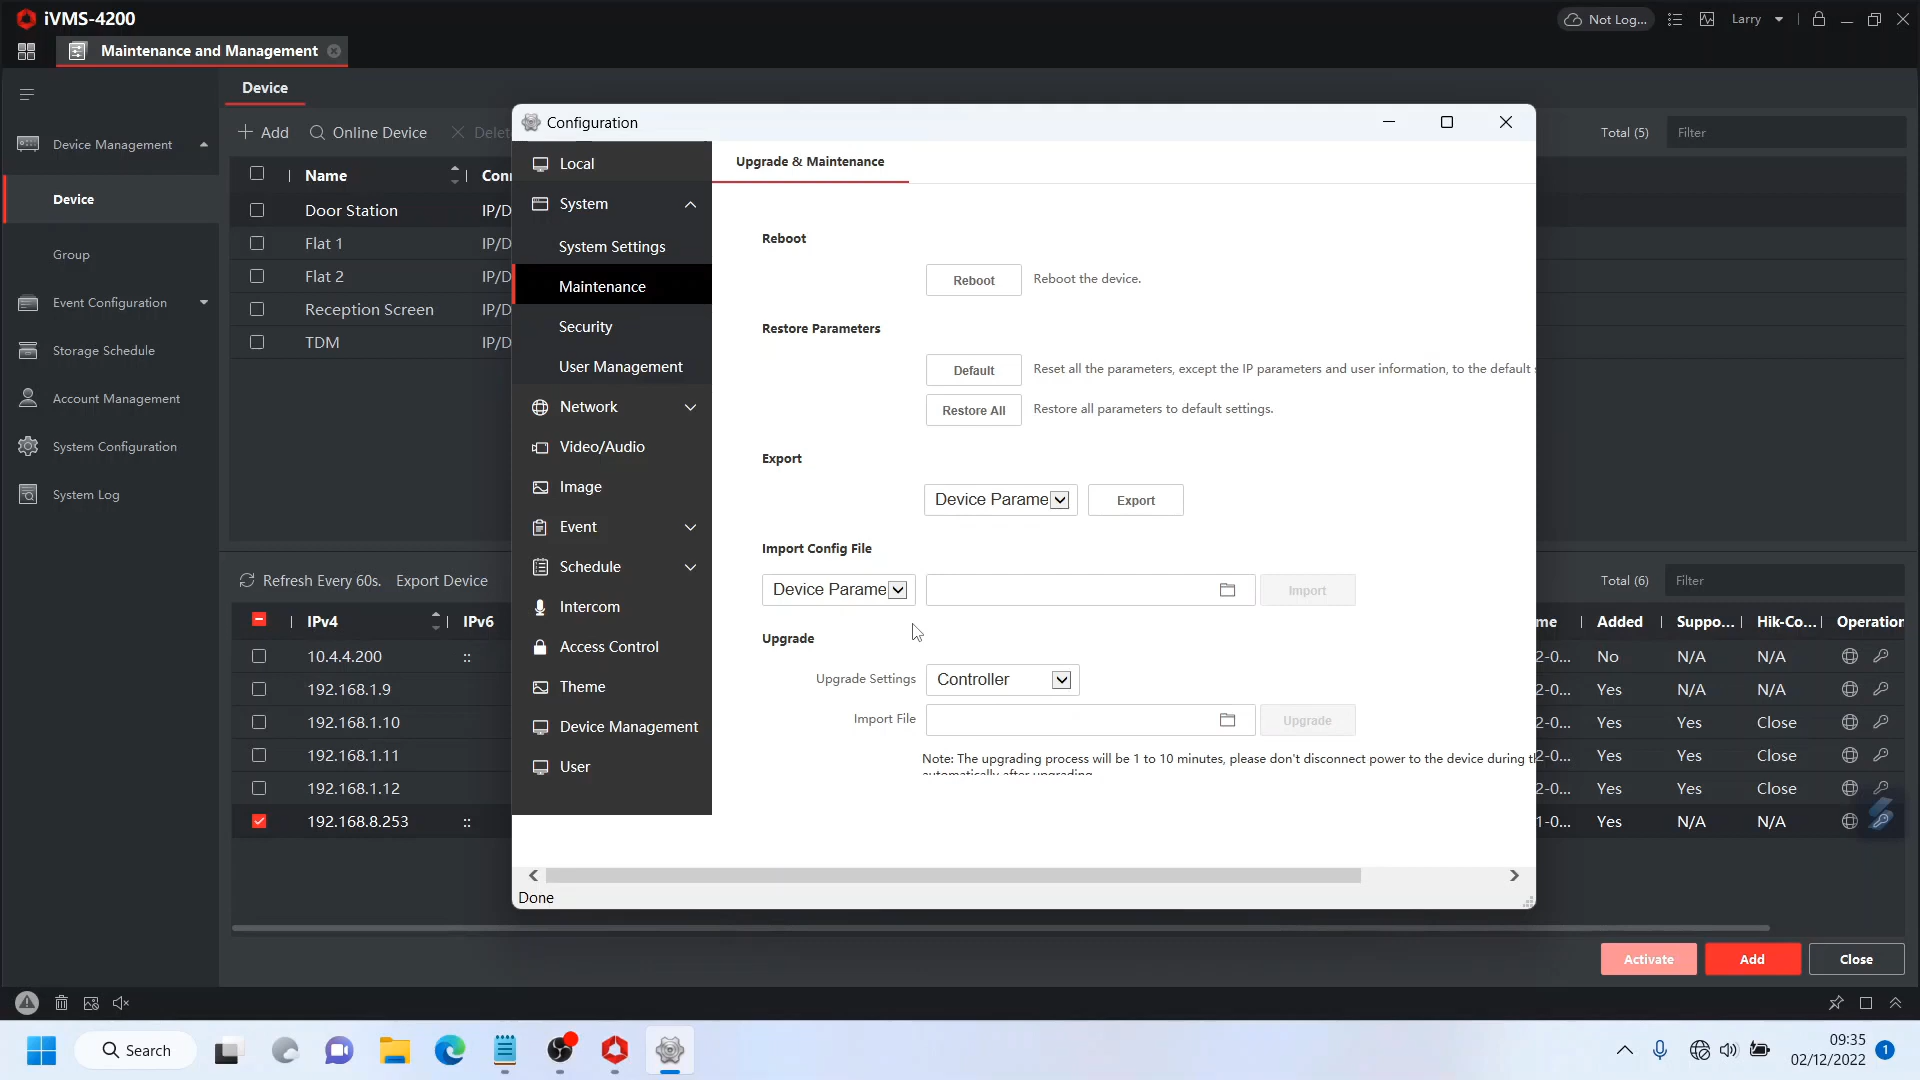 iVMS-4200
Not Log...
Larry
Maintenance and Management
Device Management
Device
Group
Event Configuration
Storage Schedule
Account Management
System Configuration
System Log
Device
Add
Online Device
Delet
Total (5)
Filter
Name
Conn
Door Station
IP/D
Flat 1
IP/D
Flat 2
IP/D
Reception Screen
IP/D
TDM
IP/D
Configuration
Local
System
System Settings
Maintenance
Security
User Management
Network
Video/Audio
Image
Event
Schedule
Intercom
Access Control
Theme
Device Management
User
Upgrade & Maintenance
Reboot
Reboot
Reboot the device.
Restore Parameters
Default
Reset all the parameters, except the IP parameters and user information, to the default s
Restore All
Restore all parameters to default settings.
Export
Device Parame
Export
Import Config File
Device Parame
Import
Upgrade
Upgrade Settings
Controller
Import File
Upgrade
Note: The upgrading process will be 1 to 10 minutes, please don't disconnect power to the device during t
automatically after upgrading.
Done
Refresh Every 60s.
Export Device
Total (6)
Filter
IPv4
IPv6
me
Added
Suppo...
Hik-Co...
Operation
10.4.4.200
::
2-0...
No
N/A
N/A
192.168.1.9
2-0...
Yes
N/A
N/A
192.168.1.10
2-0...
Yes
Yes
Close
192.168.1.11
2-0...
Yes
Yes
Close
192.168.1.12
2-0...
Yes
Yes
Close
192.168.8.253
::
1-0...
Yes
N/A
N/A
Activate
Add
Close
Search
09:35
02/12/2022
1